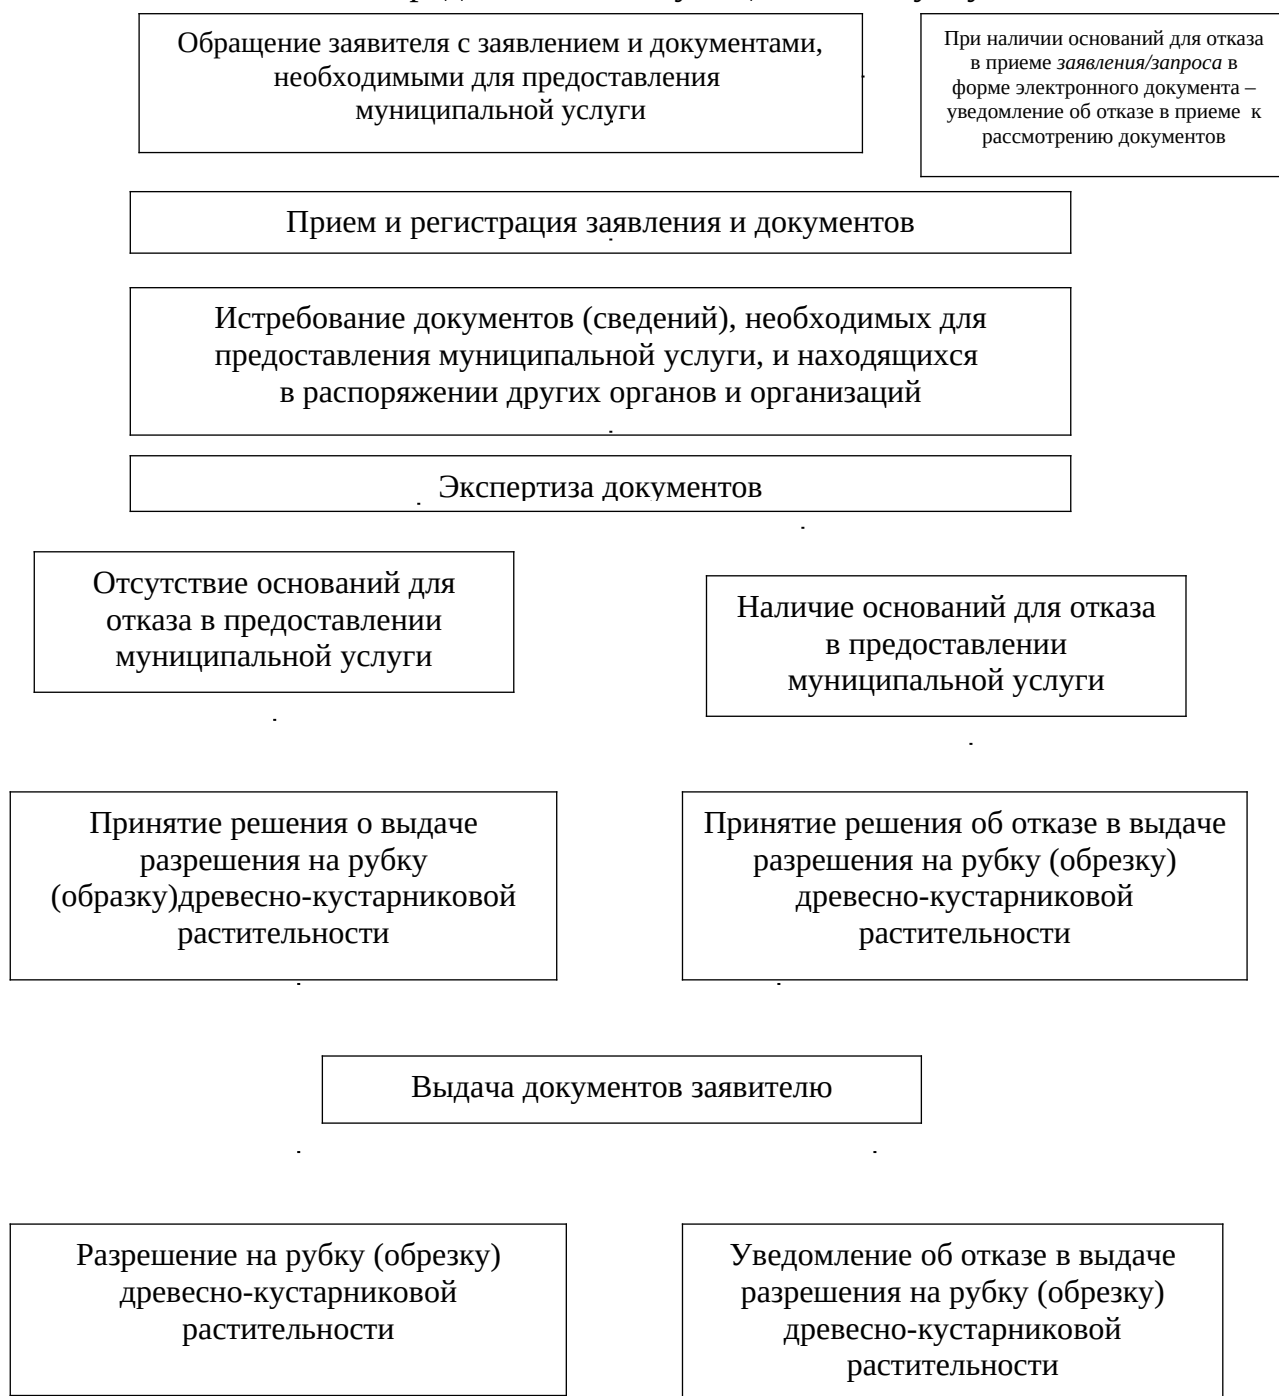 Обращение заявителя с заявлением и документами,
необходимыми для предоставления
муниципальной услуги
При наличии оснований для отказа
в приеме заявления/запроса в
форме электронного документа –
уведомление об отказе в приеме к
рассмотрению документов
Прием и регистрация заявления и документов
Истребование документов (сведений), необходимых для
предоставления муниципальной услуги, и находящихся
в распоряжении других органов и организаций
Экспертиза документов
Отсутствие оснований для
отказа в предоставлении
муниципальной услуги
Наличие оснований для отказа
в предоставлении
муниципальной услуги
Принятие решения о выдаче
разрешения на рубку
(образку)древесно-кустарниковой
растительности
Принятие решения об отказе в выдаче
разрешения на рубку (обрезку)
древесно-кустарниковой
растительности
Выдача документов заявителю
Разрешение на рубку (обрезку)
древесно-кустарниковой
растительности
Уведомление об отказе в выдаче
разрешения на рубку (обрезку)
древесно-кустарниковой
растительности